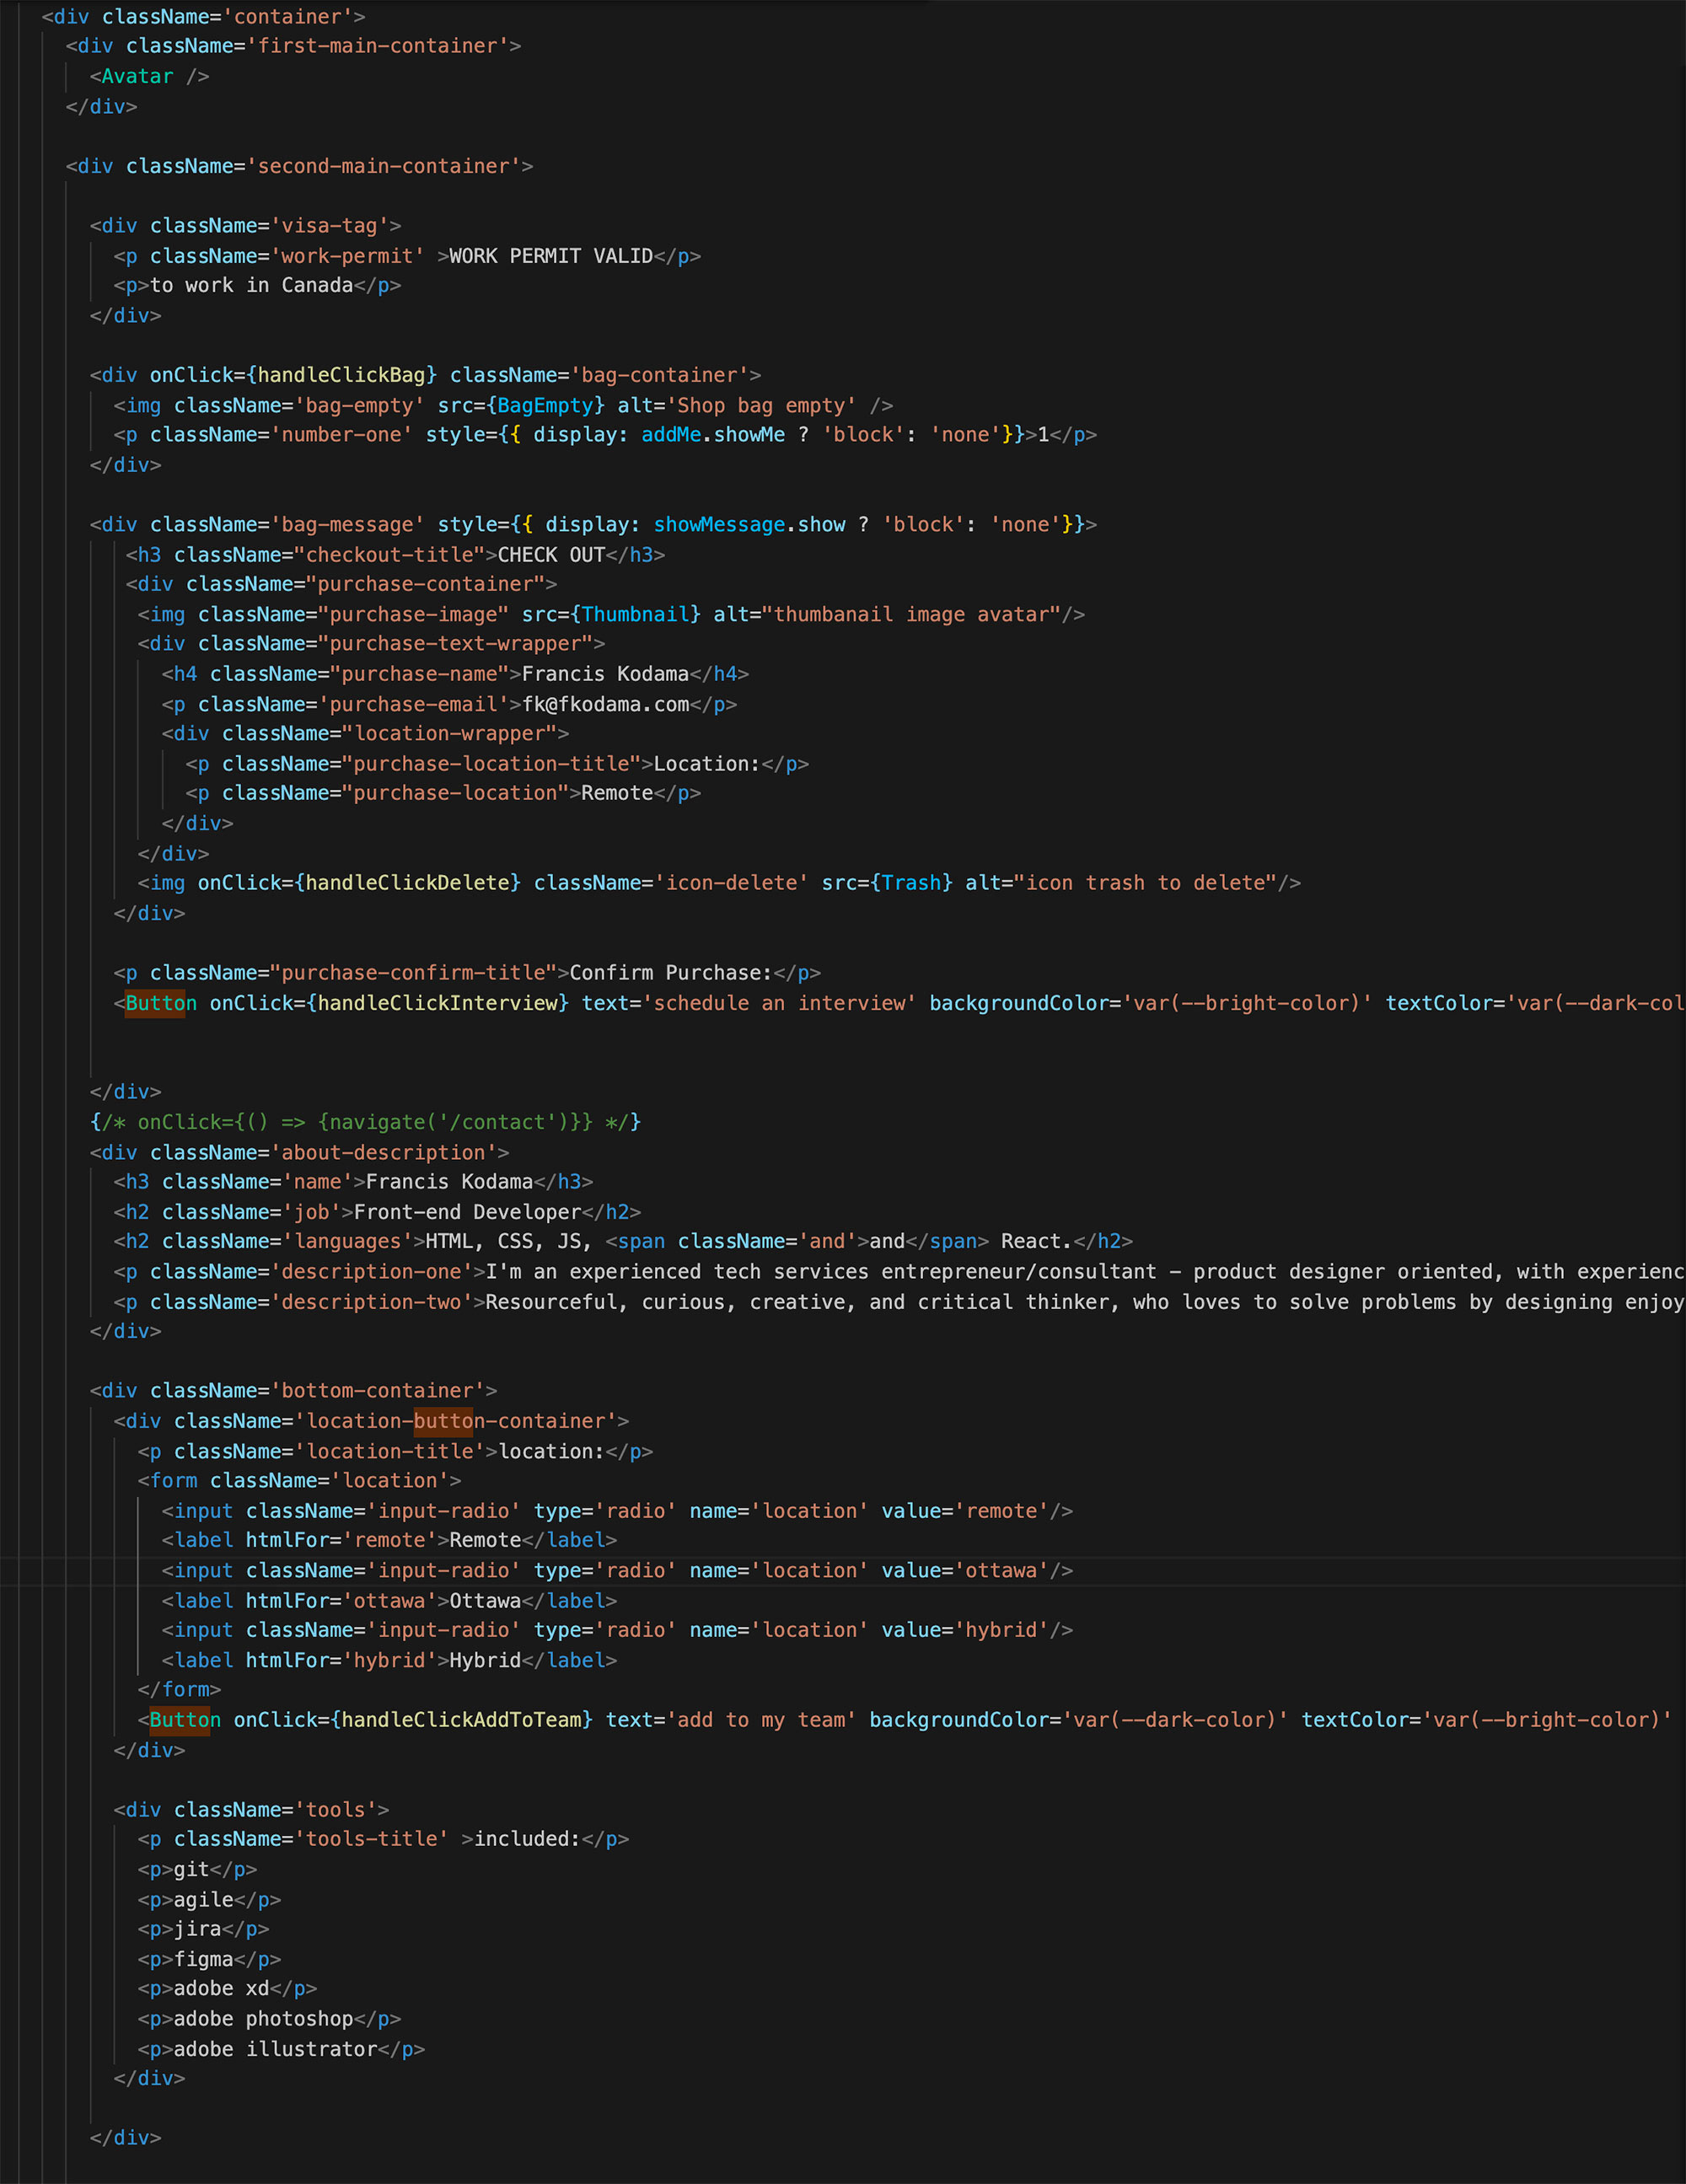 <div className='container'>
<div className='first-main-container'>
<Avatar />
</div>
<div className='second-main-container'>
<div className='visa-tag'>
<p className='work-permit' >WORK PERMIT VALID</p>
<p>to work in Canada</p>
</div>
<div onClick={handleClickBag} className='bag-container'>
<img className='bag-empty' src={BagEmpty} alt='Shop bag empty' />
<p className='number-one' style={{ display: addMe.showMe ? 'block': 'none'}}>1</p>
</div>
<div className='bag-message' style={{ display: showMessage.show ? 'block': 'none'}}>
<h3 className="checkout-title">CHECK OUT</h3>
<div className="purchase-container">
<img className="purchase-image" src={Thumbnail} alt="thumbanail image avatar"/>
<div className="purchase-text-wrapper">
<h4 className="purchase-name">Francis Kodama</h4>
<p className='purchase-email'>fk@fkodama.com</p>
<div className="location-wrapper">
<p className="purchase-location-title">Location:</p>
<p className="purchase-location">Remote</p>
</div>
</div>
<img onClick={handleClickDelete} className='icon-delete' src={Trash} alt="icon trash to delete"/>
</div>
<p className="purchase-confirm-title">Confirm Purchase:</p>
<Button onClick={handleClickInterview} text='schedule an interview' backgroundColor='var(--bright-color)' textColor='var(--dark-col
</div>
{/* onClick={() => {navigate('/contact')}} */}
<div className='about-description'>
<h3 className='name'>Francis Kodama</h3>
<h2 className='job'>Front-end Developer</h2>
<h2 className='languages'>HTML, CSS, JS, <span className='and'>and</span> React.</h2>
<p className='description-one'>I'm an experienced tech services entrepreneur/consultant – product designer oriented, with experienc
<p className='description-two'>Resourceful, curious, creative, and critical thinker, who loves to solve problems by designing enjoy
</div>
<div className='bottom-container'>
<div className='location-button-container'>
<p className='location-title'>location:</p>
<form className='location'>
<input className='input-radio' type='radio' name='location' value='remote'/>
<label htmlFor='remote'>Remote</label>
<input className='input-radio' type='radio' name='location' value='ottawa'/>
<label htmlFor='ottawa'>Ottawa</label>
<input className='input-radio' type='radio' name='location' value='hybrid'/>
<label htmlFor='hybrid'>Hybrid</label>
</form>
<Button onClick={handleClickAddToTeam} text='add to my team' backgroundColor='var(--dark-color)' textColor='var(--bright-color)'
</div>
<div className='tools'>
<p className='tools-title' >included:</p>
<p>git</p>
<p>agile</p>
<p>jira</p>
<p>figma</p>
<p>adobe xd</p>
<p>adobe photoshop</p>
<p>adobe illustrator</p>
</div>
</div>